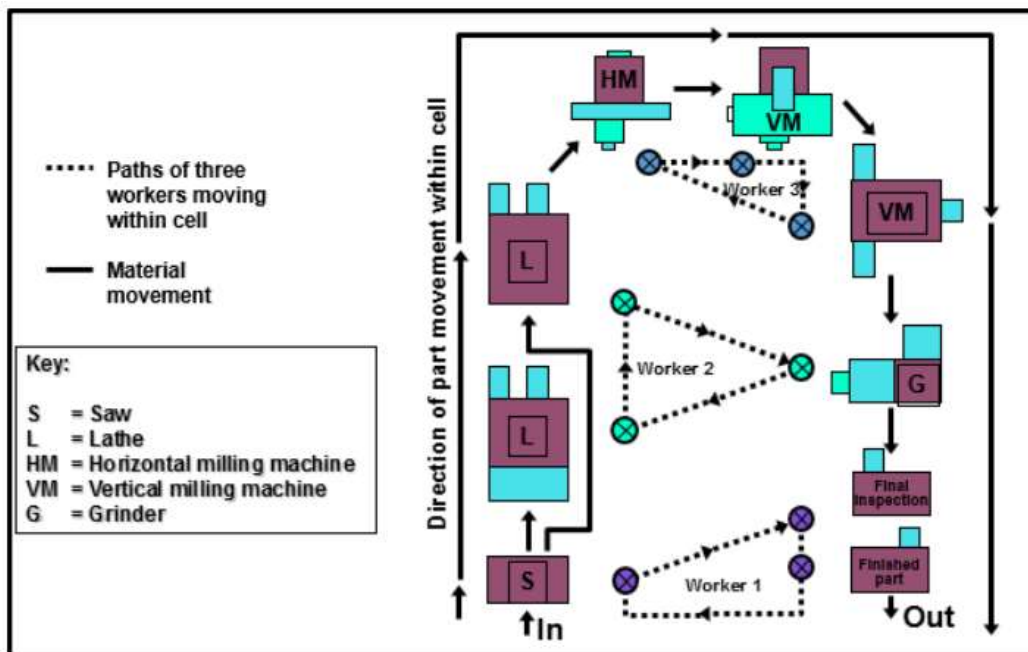 Paths of three
workers moving
within cell
Material
movement
Key:
S = Saw
L = Lathe
HM = Horizontal milling machine
VM = Vertical milling machine
G = Grinder
Direction of part movement within cell
HM
VM
Worker 3
VM
L
Worker 2
G
L
Final
inspection
Worker 1
Finished
part
S
In
Out